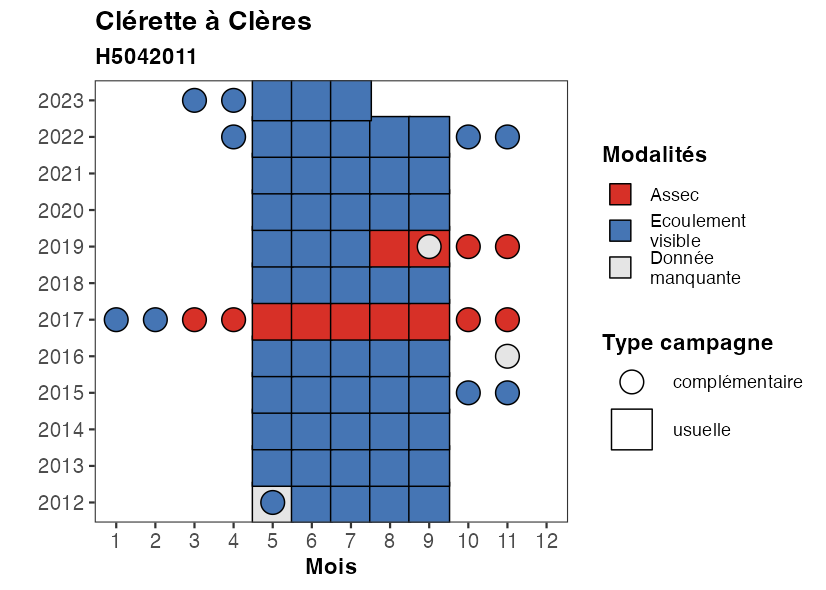 Clérette à Clères
H5042011
2023
2022
2021
2020
2019
2018
2017
2016
2015
2014
2013
2012
1 2 3 4 5 6 7 8 9 10 11 12
Mois
Modalités
Assec
Ecoulement
visible
Donnée
manquante
Type campagne
complémentaire
usuelle